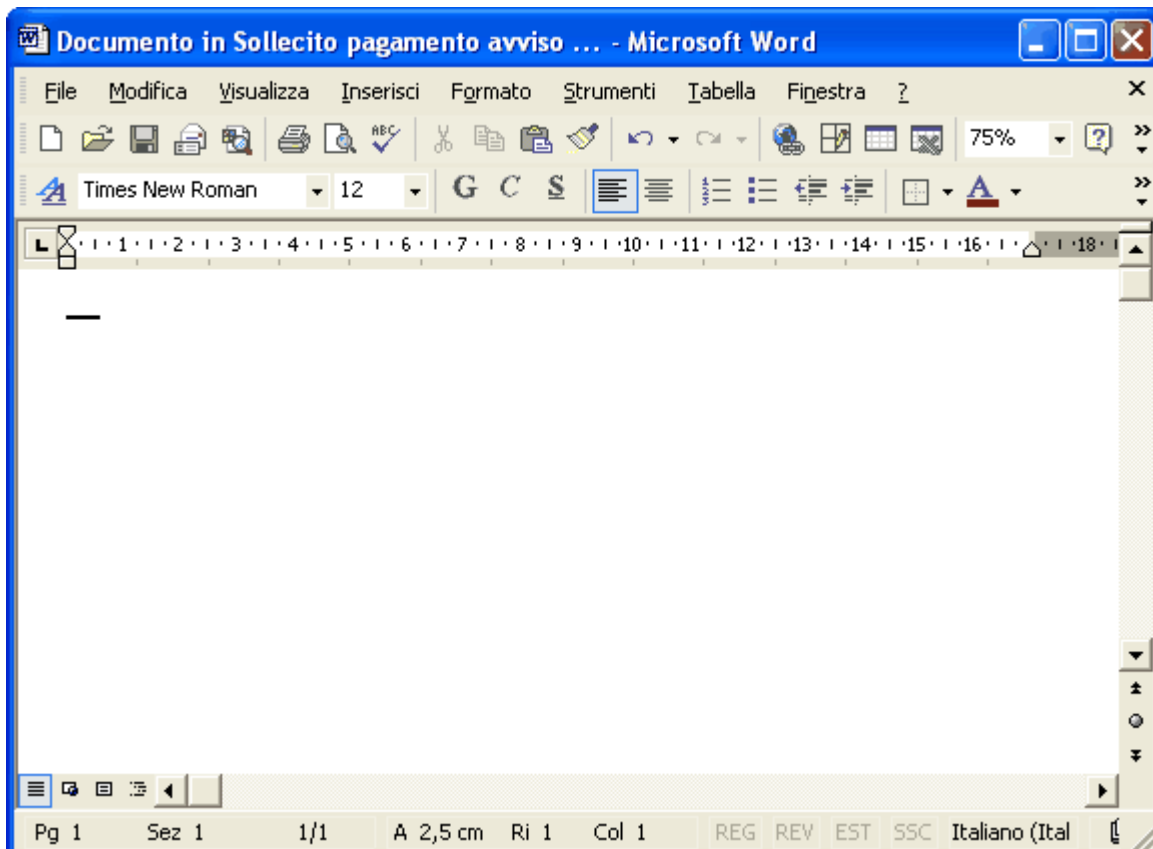 Documento in Sollecito pagamento avviso ... - Microsoft Word
File Modifica Visualizza Inserisci Formato Strumenti Tabella Finestra ?
ABC 75%
Times New Roman 12 G C S A
1 2 3 4 5 6 7 8 9 10 11 12 13 14 15 16 18
Pg 1 Sez 1 1/1 A 2,5 cm Ri 1 Col 1 REG REV EST SSC Italiano (Ital